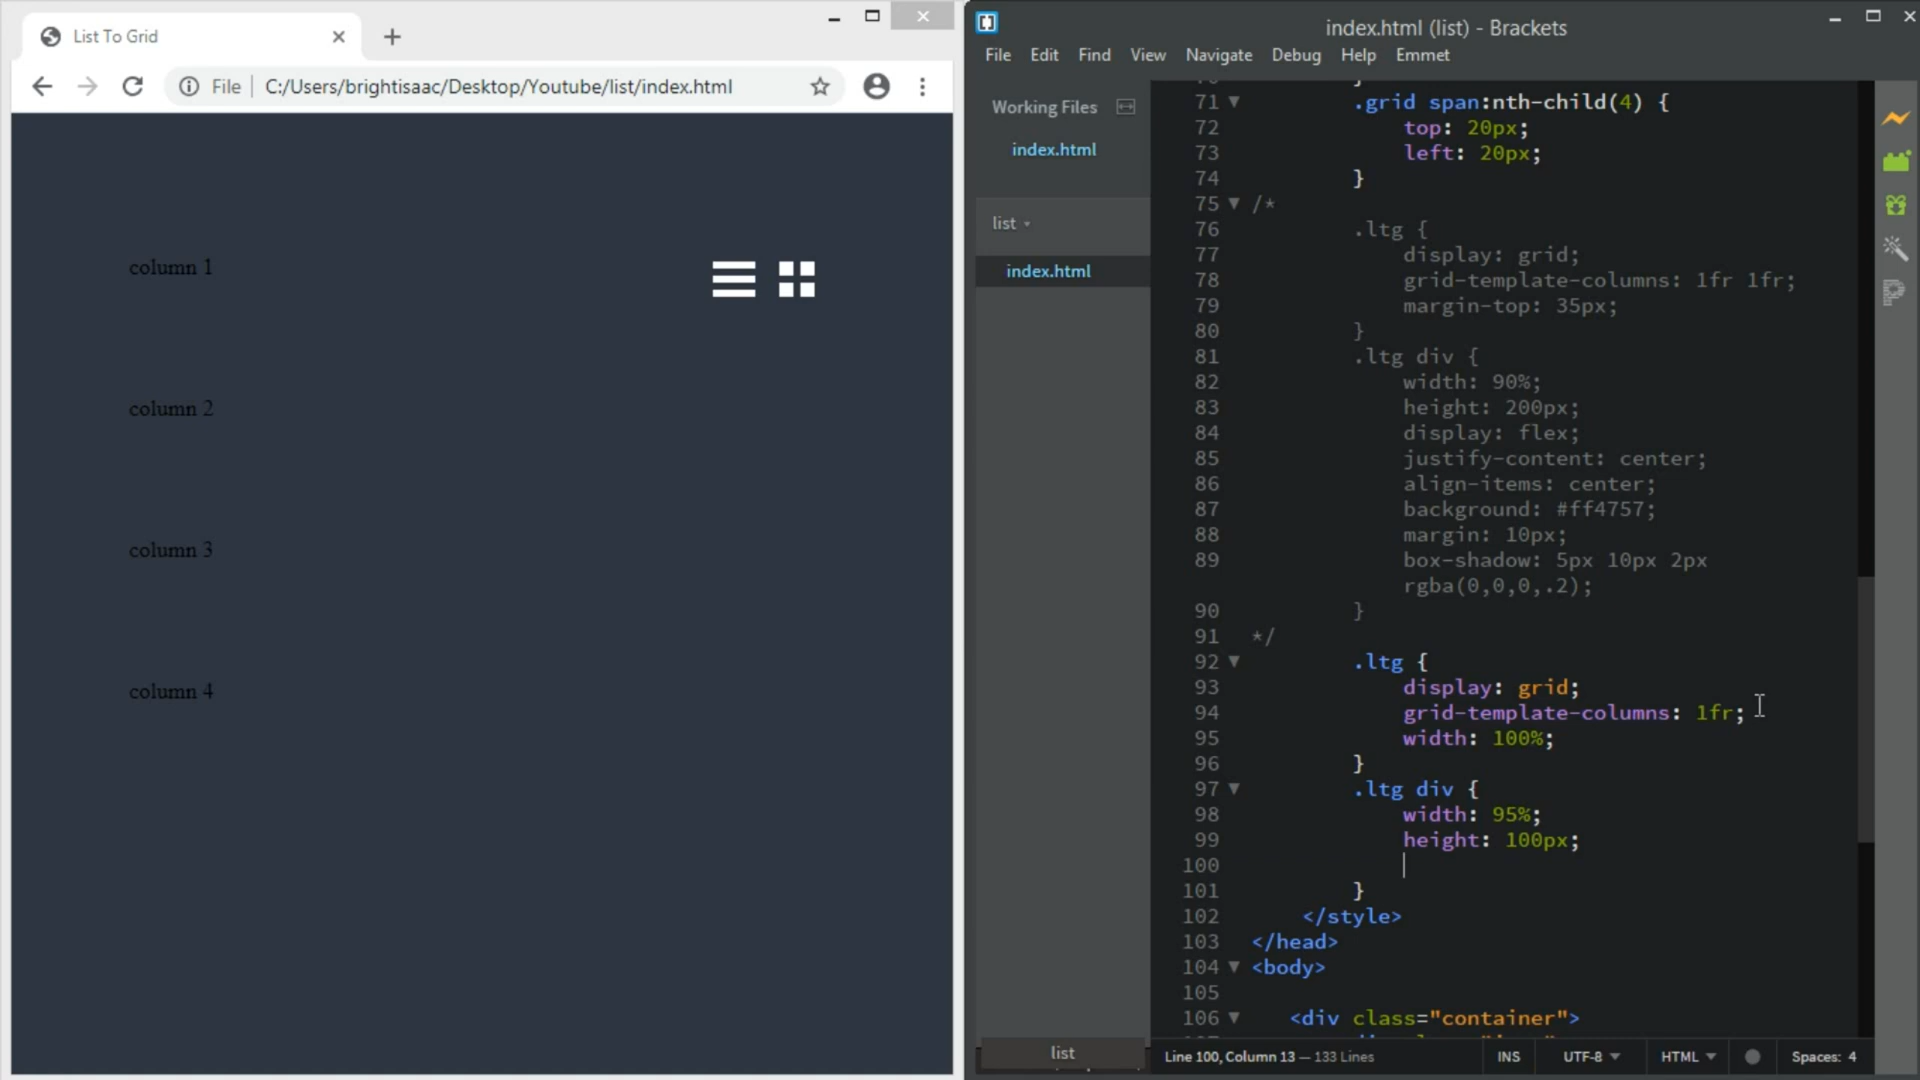 List To Grid
File
C:/Users/brightisaac/Desktop/Youtube/list/index.html
column 1
column 2
column 3
column 4
index.html (list) - Brackets
File Edit Find View Navigate Debug Help Emmet
Working Files
index.html
list
index.html
list
71 .grid span:nth-child(4) {
72 top: 20px;
73 left: 20px;
74 }
75 /*
76 .ltg {
77 display: grid;
78 grid-template-columns: 1fr 1fr;
79 margin-top: 35px;
80 }
81 .ltg div {
82 width: 90%;
83 height: 200px;
84 display: flex;
85 justify-content: center;
86 align-items: center;
87 background: #ff4757;
88 margin: 10px;
89 box-shadow: 5px 10px 2px
rgba(0,0,0,.2);
90 }
91 */
92 .ltg {
93 display: grid;
94 grid-template-columns: 1fr;
95 width: 100%;
96 }
97 .ltg div {
98 width: 95%;
99 height: 100px;
100
101 }
102 </style>
103 </head>
104 <body>
105
106 <div class="container">
Line 100, Column 13 — 133 Lines
INS
UTF-8
HTML
Spaces: 4